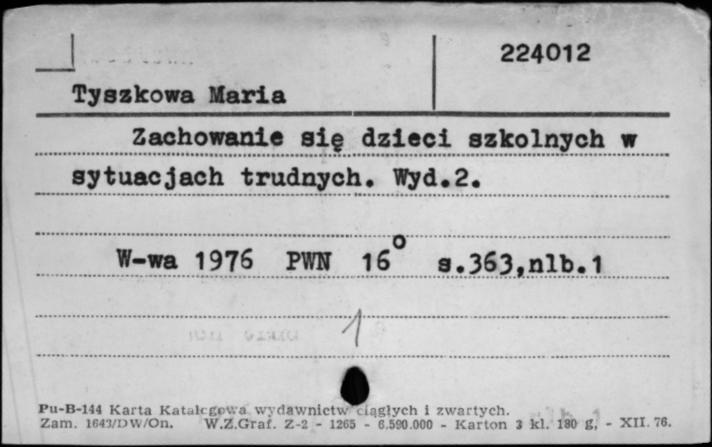 224012
Tyszkowa Maria
Zachowanie się dzieci szkolnych w
sytuacjach trudnych. Wyd.2.
W-wa 1976 PWN 16° s.363,nlb.1
1
Pu-B-144 Karta Katalogowa wydawnictw ciągłych i zwartych.
Zam. 1643/DW/On. W.Z.Graf. Z-2 - 1265 - 6.590.000 - Karton 3 kl. 180 g, - XII. 76.